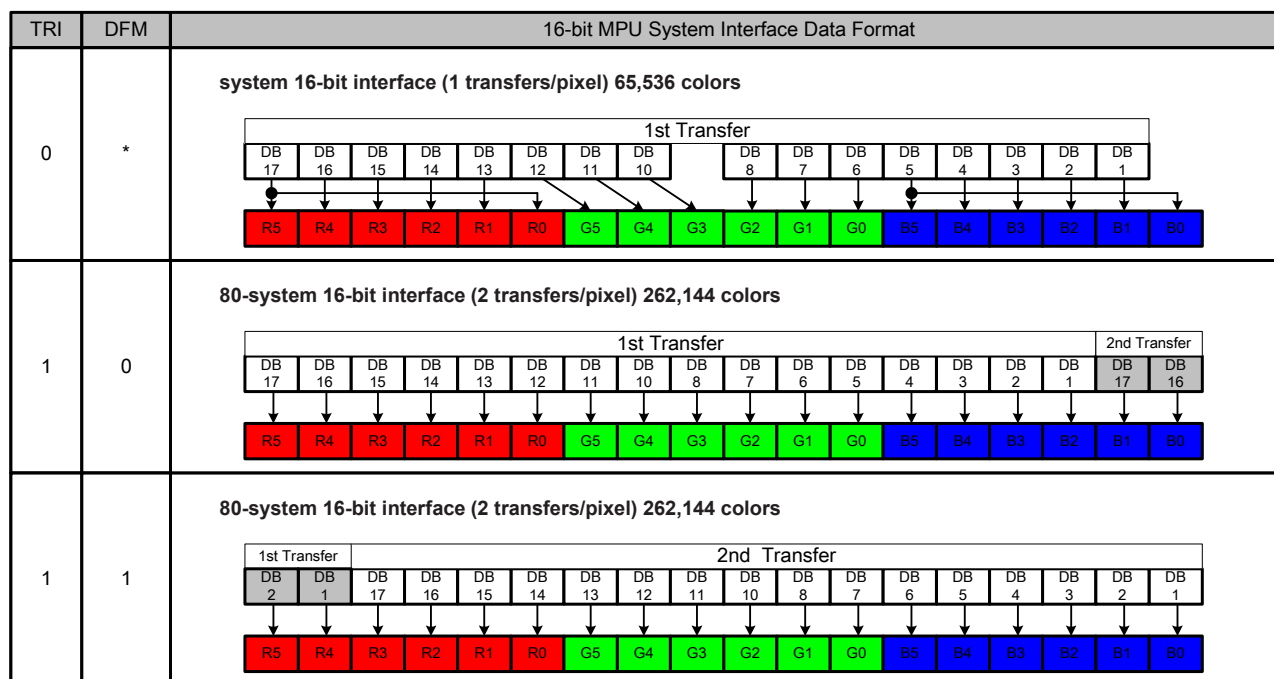 TRI DFM 16-bit MPU System Interface Data Format
system 16-bit interface (1 transfers/pixel) 65,536 colors
1st Transfer
0 *
DB 17 DB 16 DB 15 DB 14 DB 13 DB 12 DB 11 DB 10 DB 8 DB 7 DB 6 DB 5 DB 4 DB 3 DB 2 DB 1
R5 R4 R3 R2 R1 R0 G5 G4 G3 G2 G1 G0 B5 B4 B3 B2 B1 B0
80-system 16-bit interface (2 transfers/pixel) 262,144 colors
1st Transfer 2nd Transfer
1 0
DB 17 DB 16 DB 15 DB 14 DB 13 DB 12 DB 11 DB 10 DB 8 DB 7 DB 6 DB 5 DB 4 DB 3 DB 2 DB 1 DB 17 DB 16
R5 R4 R3 R2 R1 R0 G5 G4 G3 G2 G1 G0 B5 B4 B3 B2 B1 B0
80-system 16-bit interface (2 transfers/pixel) 262,144 colors
1st Transfer 2nd Transfer
1 1
DB 2 DB 1 DB 17 DB 16 DB 15 DB 14 DB 13 DB 12 DB 11 DB 10 DB 8 DB 7 DB 6 DB 5 DB 4 DB 3 DB 2 DB 1
R5 R4 R3 R2 R1 R0 G5 G4 G3 G2 G1 G0 B5 B4 B3 B2 B1 B0